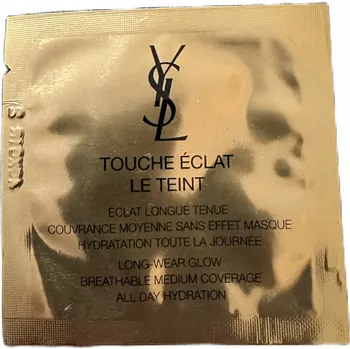 YSL
TOUCHE ÉCLAT
LE TEINT
ÉCLAT LONGUE TENUE
COUVRANCE MOYENNE SANS EFFET MASQUE
HYDRATATION TOUTE LA JOURNÉE
LONG-WEAR GLOW
BREATHABLE MEDIUM COVERAGE
ALL DAY HYDRATION